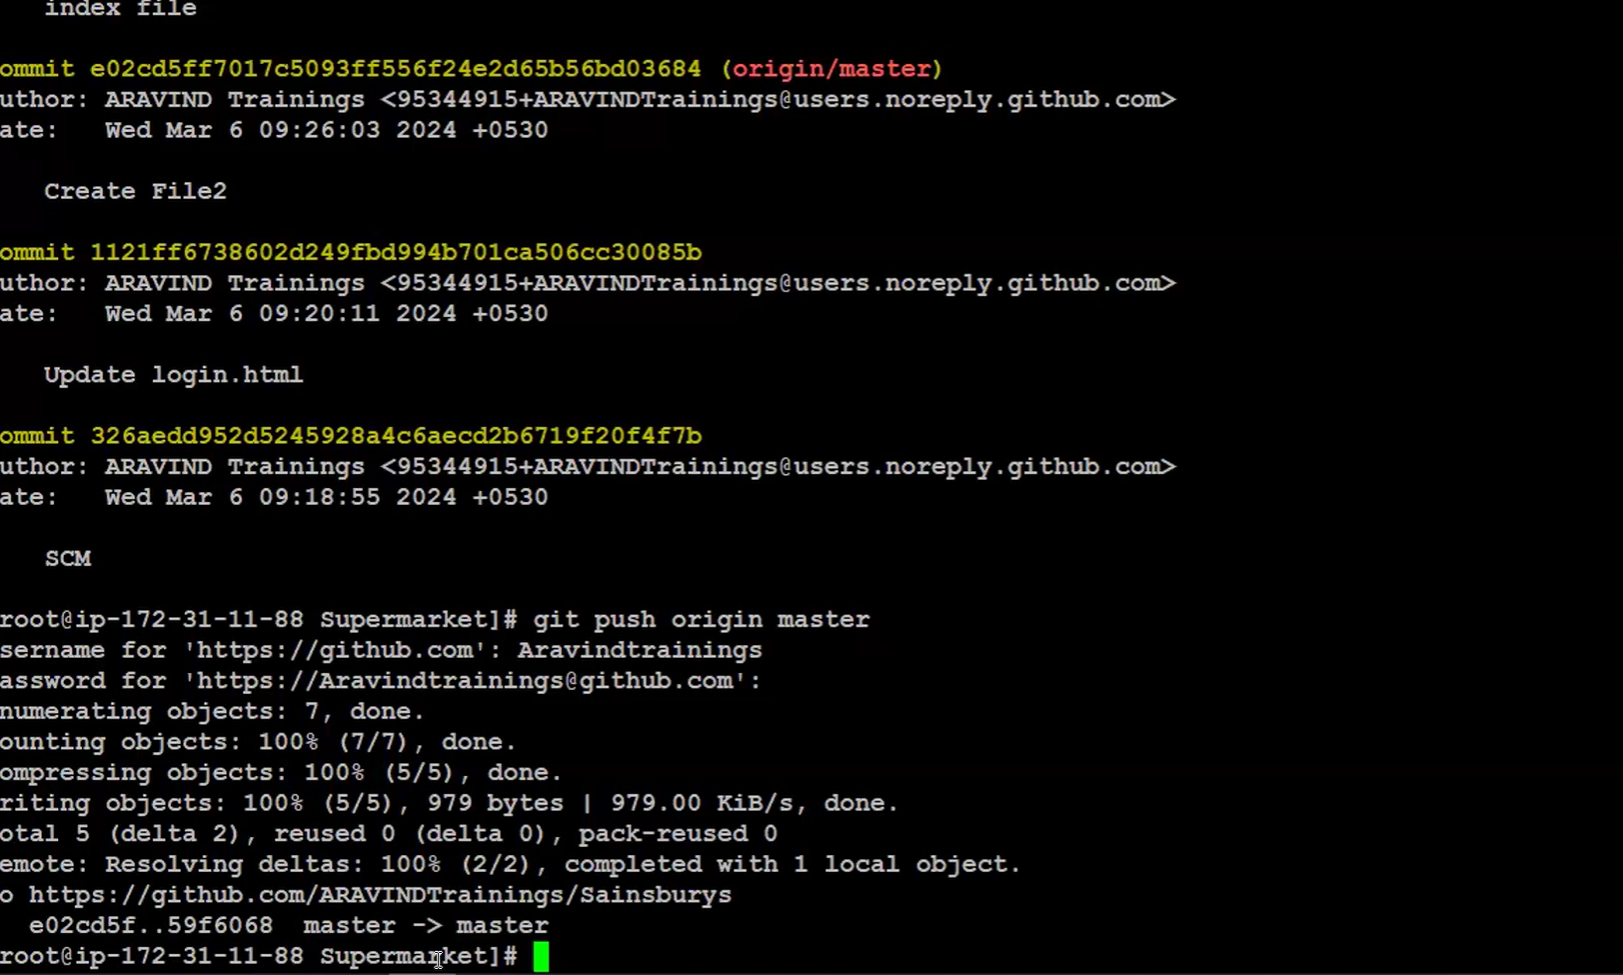 index file
ommit e02cd5ff7017c5093ff556f24e2d65b56bd03684 (origin/master)
uthor: ARAVIND Trainings <95344915+ARAVINDTrainings@users.noreply.github.com>
ate:   Wed Mar 6 09:26:03 2024 +0530
Create File2
ommit 1121ff6738602d249fbd994b701ca506cc30085b
uthor: ARAVIND Trainings <95344915+ARAVINDTrainings@users.noreply.github.com>
ate:   Wed Mar 6 09:20:11 2024 +0530
Update login.html
ommit 326aedd952d5245928a4c6aecd2b6719f20f4f7b
uthor: ARAVIND Trainings <95344915+ARAVINDTrainings@users.noreply.github.com>
ate:   Wed Mar 6 09:18:55 2024 +0530
SCM
root@ip-172-31-11-88 Supermarket]# git push origin master
sername for 'https://github.com': Aravindtrainings
assword for 'https://Aravindtrainings@github.com':
numerating objects: 7, done.
ounting objects: 100% (7/7), done.
ompressing objects: 100% (5/5), done.
riting objects: 100% (5/5), 979 bytes | 979.00 KiB/s, done.
otal 5 (delta 2), reused 0 (delta 0), pack-reused 0
emote: Resolving deltas: 100% (2/2), completed with 1 local object.
o https://github.com/ARAVINDTrainings/Sainsburys
e02cd5f..59f6068  master -> master
root@ip-172-31-11-88 Supermarket]#